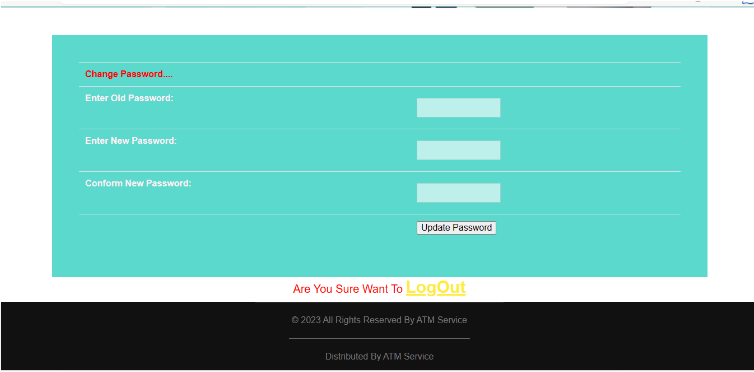 Change Password....
Enter Old Password:
Enter New Password:
Conform New Password:
Update Password
Are You Sure Want To LogOut
© 2023 All Rights Reserved By ATM Service
Distributed By ATM Service